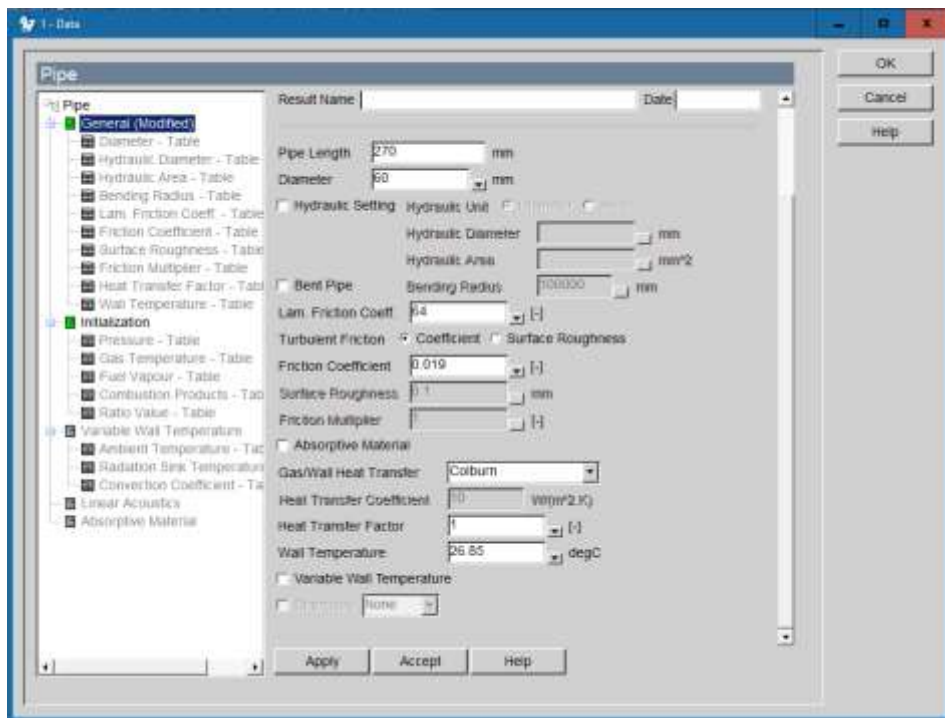 1 - Data
OK
Cancel
Help
Pipe
Pipe
General (Modified)
Diameter - Table
Hydraulic Diameter - Table
Hydraulic Area - Table
Bending Radius - Table
Lam. Friction Coeff. - Table
Friction Coefficient - Table
Surface Roughness - Table
Friction Multiplier - Table
Heat Transfer Factor - Tabl
Wall Temperature - Table
Initialization
Pressure - Table
Gas Temperature - Table
Fuel Vapour - Table
Combustion Products - Tab
Ratio Value - Table
Variable Wall Temperature
Ambient Temperature - Tab
Radiation Sink Temperature
Convection Coefficient - Ta
Linear Acoustics
Absorptive Material
Result Name Date
Pipe Length 270 mm
Diameter 60 mm
Hydraulic Setting Hydraulic Unit
Hydraulic Diameter mm
Hydraulic Area mm^2
Bent Pipe Bending Radius 100000 mm
Lam. Friction Coeff. 64 [-]
Turbulent Friction Coefficient Surface Roughness
Friction Coefficient 0.019 [-]
Surface Roughness 0.1 mm
Friction Multiplier 1 [-]
Absorptive Material
Gas/Wall Heat Transfer Colburn
Heat Transfer Coefficient W/(m^2.K)
Heat Transfer Factor 1 [-]
Wall Temperature 26.85 degC
Variable Wall Temperature
None
Apply Accept Help